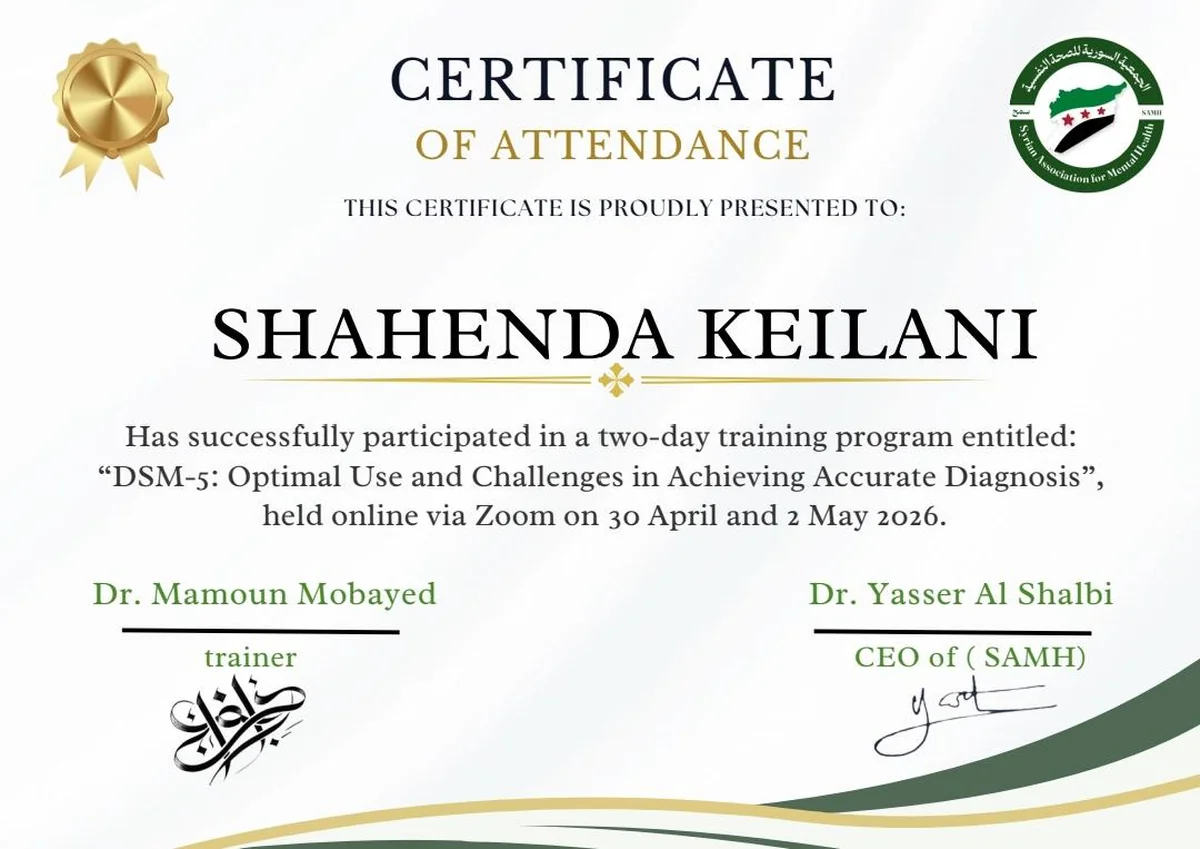 CERTIFICATE
OF ATTENDANCE
الجمعية السورية للصحة النفسية
SAMH
Syrian Association for Mental Health
THIS CERTIFICATE IS PROUDLY PRESENTED TO:
SHAHENDA KEILANI
Has successfully participated in a two-day training program entitled:
“DSM-5: Optimal Use and Challenges in Achieving Accurate Diagnosis”,
held online via Zoom on 30 April and 2 May 2026.
Dr. Mamoun Mobayed
trainer
Dr. Yasser Al Shalbi
CEO of ( SAMH)